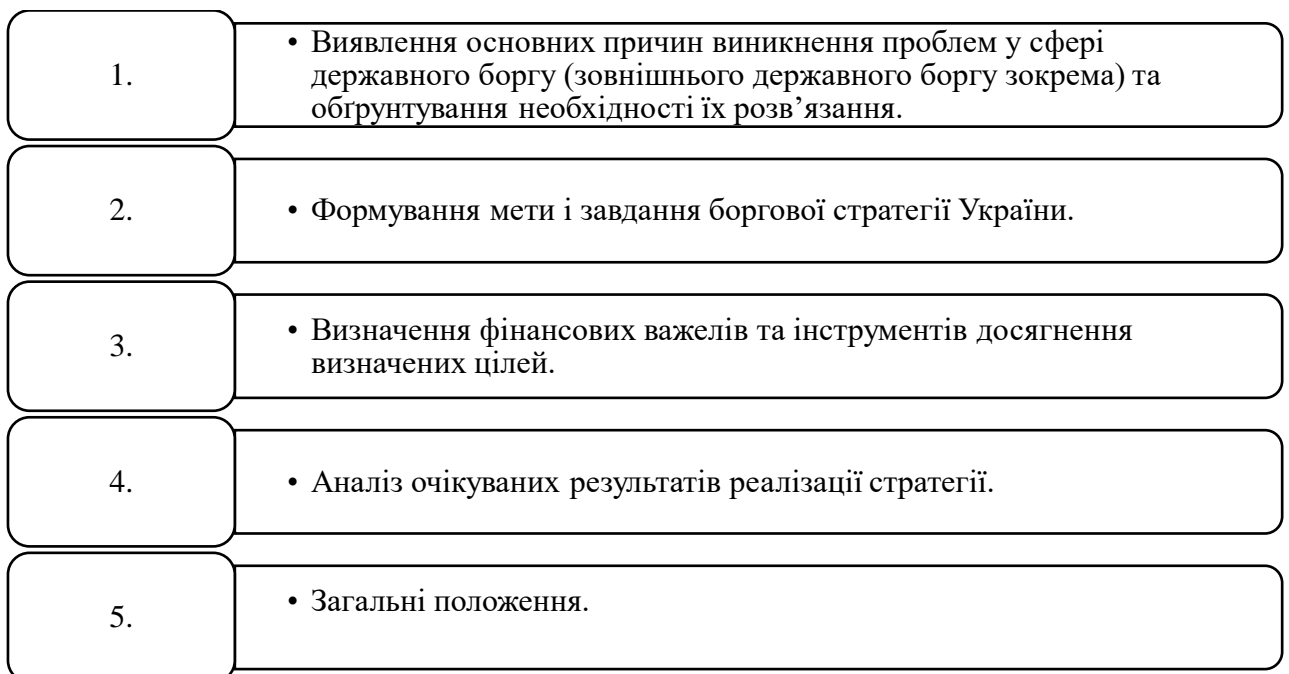 1.
• Виявлення основних причин виникнення проблем у сфері
державного боргу (зовнішнього державного боргу зокрема) та
обґрунтування необхідності їх розв’язання.
2.
• Формування мети і завдання боргової стратегії України.
3.
• Визначення фінансових важелів та інструментів досягнення
визначених цілей.
4.
• Аналіз очікуваних результатів реалізації стратегії.
5.
• Загальні положення.